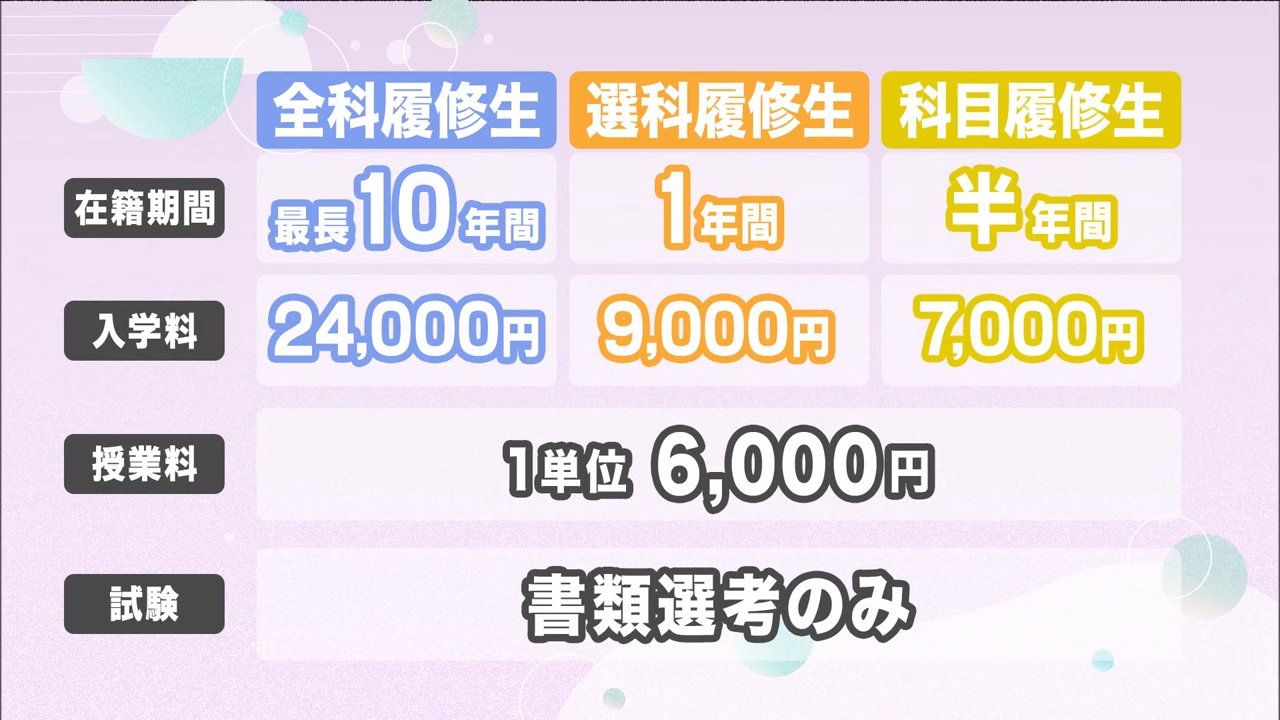 全科履修生 選科履修生 科目履修生
在籍期間 最長10年間 1年間 半年間
入学料 24,000円 9,000円 7,000円
授業料 1単位 6,000円
試験 書類選考のみ